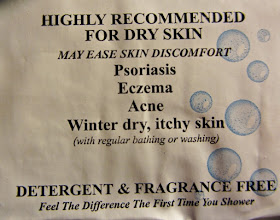 HIGHLY RECOMMENDED
FOR DRY SKIN
MAY EASE SKIN DISCOMFORT
Psoriasis
Eczema
Acne
Winter dry, itchy skin
(with regular bathing or washing)
DETERGENT & FRAGRANCE FREE
Feel The Difference The First Time You Shower